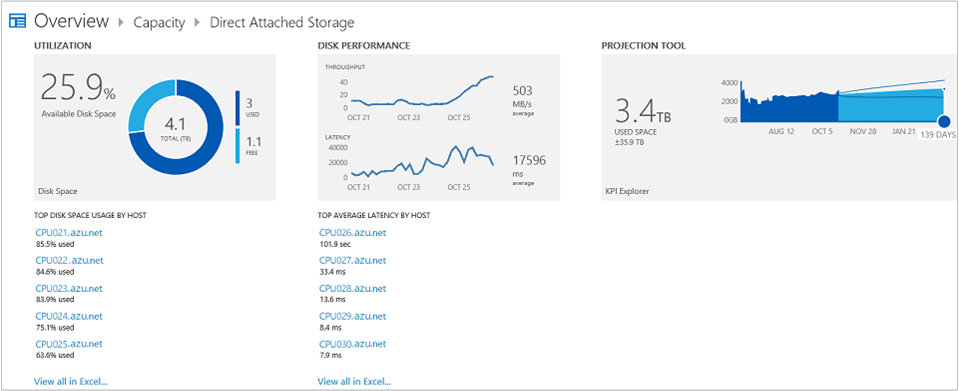 Overview ▸ Capacity ▸ Direct Attached Storage
UTILIZATION
25.9%
Available Disk Space
4.1
TOTAL (TB)
3
USED
1.1
FREE
Disk Space
TOP DISK SPACE USAGE BY HOST
CPU021.azu.net
85.5% used
CPU022.azu.net
84.6% used
CPU023.azu.net
83.9% used
CPU024.azu.net
75.1% used
CPU025.azu.net
63.6% used
View all in Excel...
DISK PERFORMANCE
THROUGHPUT
40
20
0
OCT 21 OCT 23 OCT 25
503
MB/s
average
LATENCY
40000
20000
0
OCT 21 OCT 23 OCT 25
17596
ms
average
TOP AVERAGE LATENCY BY HOST
CPU026.azu.net
101.9 sec
CPU027.azu.net
33.4 ms
CPU028.azu.net
13.6 ms
CPU029.azu.net
8.4 ms
CPU030.azu.net
7.9 ms
View all in Excel...
PROJECTION TOOL
3.4TB
USED SPACE
±35.9 TB
4000
2000
0GB
AUG 12 OCT 5 NOV 28 JAN 21
139 DAYS
KPI Explorer